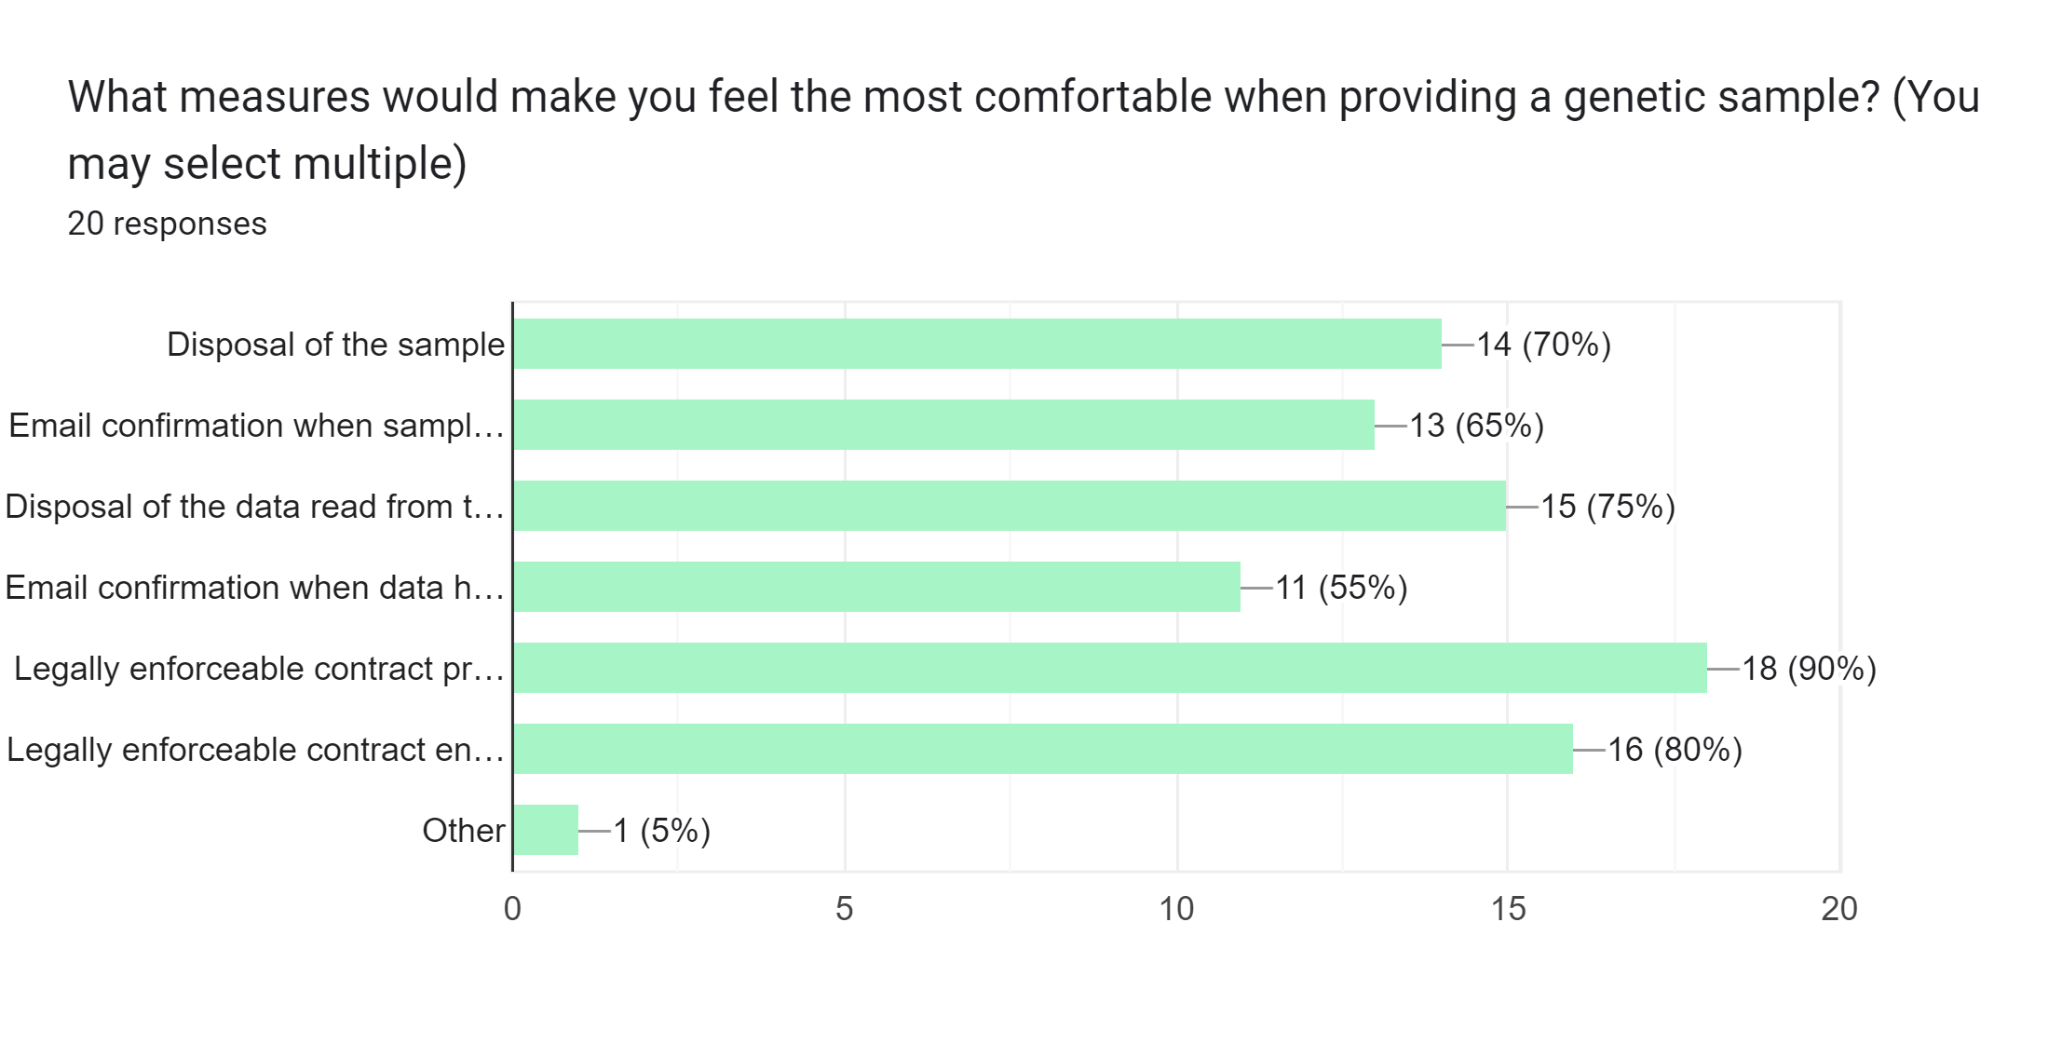 What measures would make you feel the most comfortable when providing a genetic sample? (You
may select multiple)
20 responses
Disposal of the sample
14 (70%)
Email confirmation when sampl…
13 (65%)
Disposal of the data read from t…
15 (75%)
Email confirmation when data h…
11 (55%)
Legally enforceable contract pr…
18 (90%)
Legally enforceable contract en…
16 (80%)
Other
1 (5%)
0 5 10 15 20